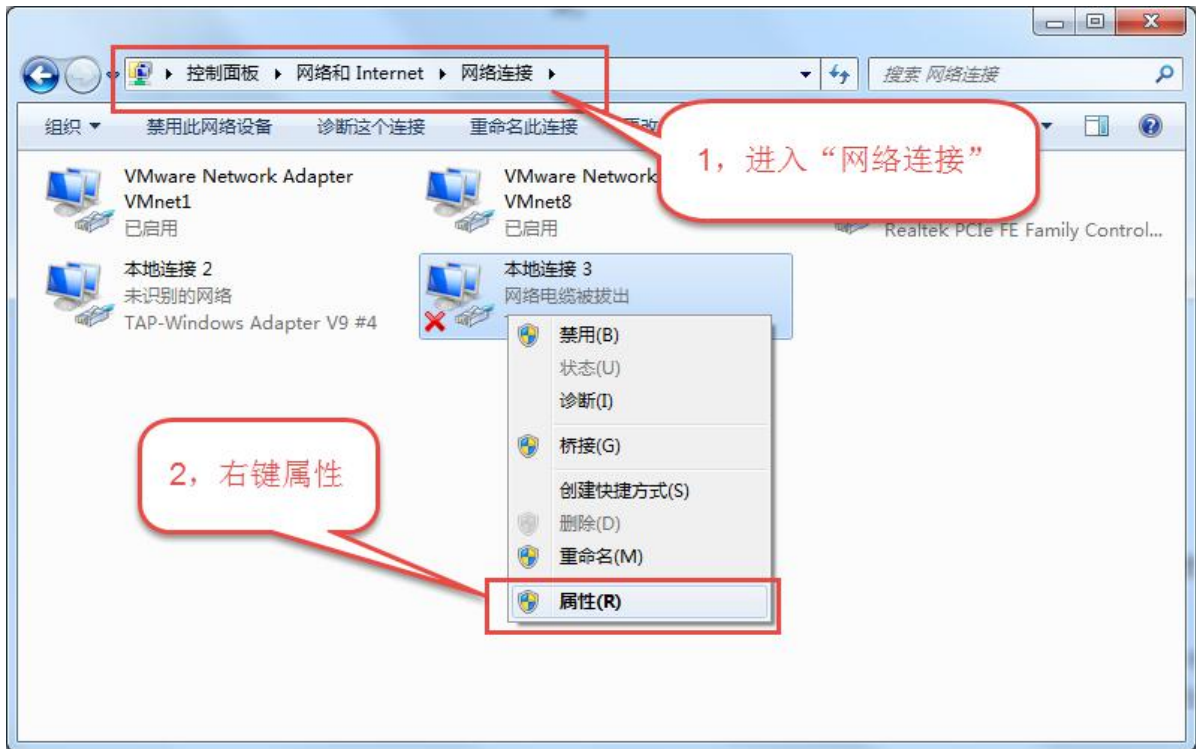 控制面板 ▸ 网络和 Internet ▸ 网络连接 ▸
搜索 网络连接
组织 禁用此网络设备 诊断这个连接 重命名此连接
1，进入“网络连接”
VMware Network Adapter
VMnet1
已启用
VMware Network
VMnet8
已启用
Realtek PCIe FE Family Control...
本地连接 2
未识别的网络
TAP-Windows Adapter V9 #4
本地连接 3
网络电缆被拔出
禁用(B)
状态(U)
诊断(I)
桥接(G)
创建快捷方式(S)
删除(D)
重命名(M)
属性(R)
2，右键属性